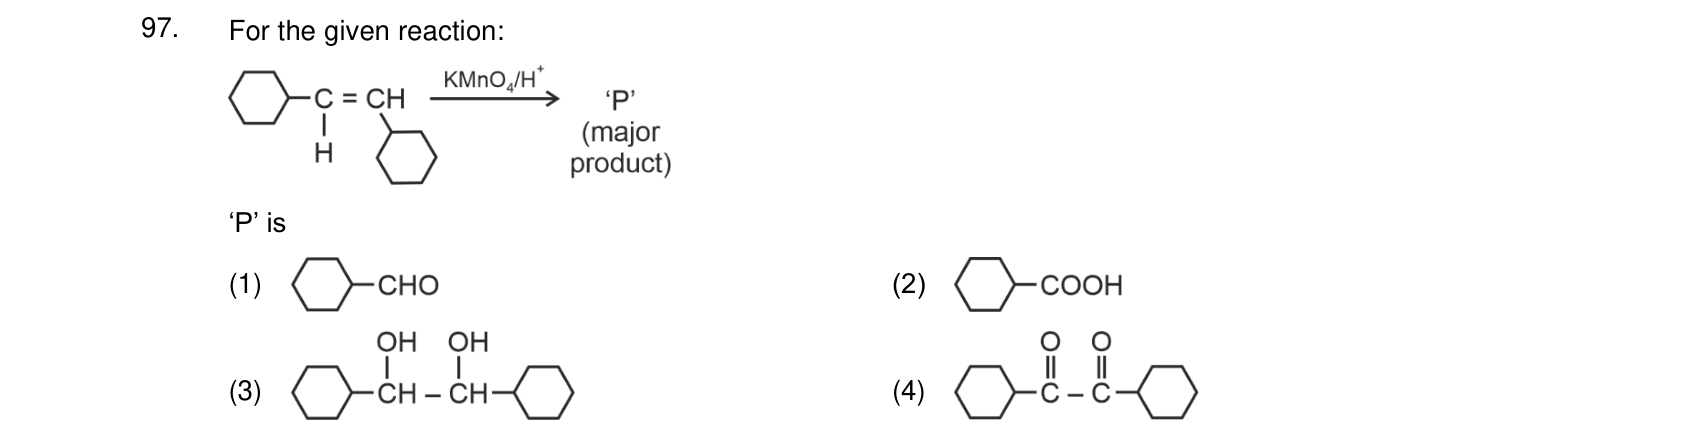 97. For the given reaction:
C = CH
H
KMnO₄/H⁺
'P'
(major
product)
'P' is
(1) CHO
(2) COOH
(3) OH OH
CH – CH
(4) O O
C – C